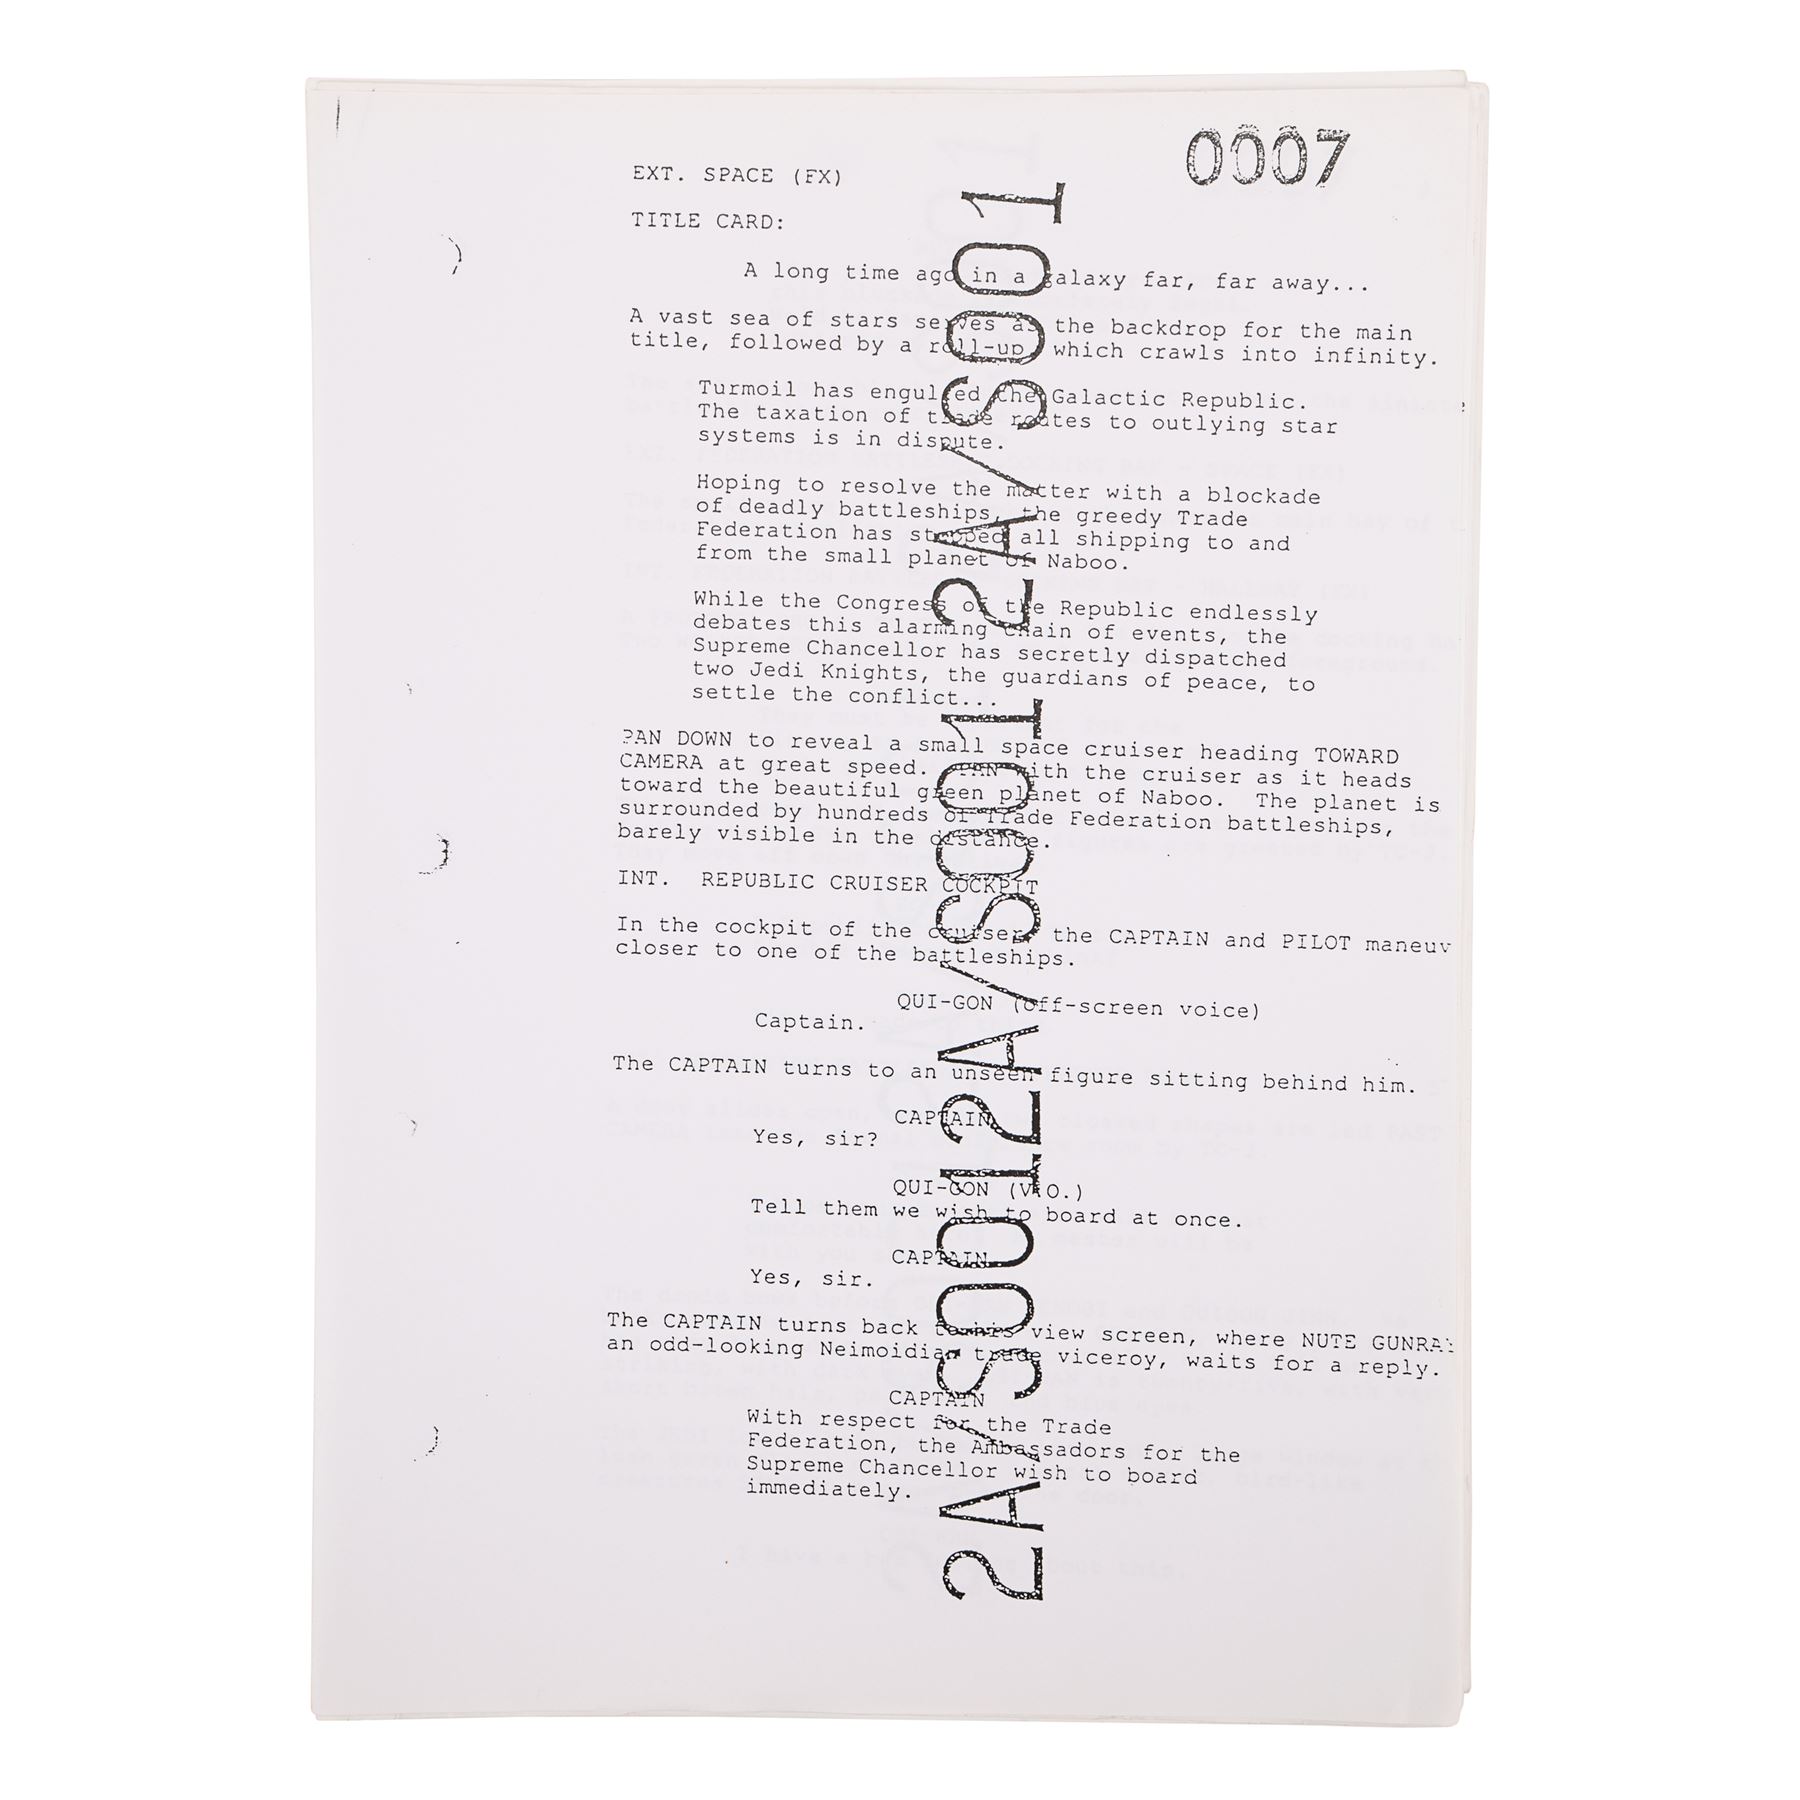 0007
EXT. SPACE (FX)
TITLE CARD:
A long time ago in a galaxy far, far away...
A vast sea of stars serves as the backdrop for the main
title, followed by a roll-up, which crawls into infinity.
Turmoil has engulfed the Galactic Republic.
The taxation of trade routes to outlying star
systems is in dispute.
Hoping to resolve the matter with a blockade
of deadly battleships, the greedy Trade
Federation has stopped all shipping to and
from the small planet of Naboo.
While the Congress of the Republic endlessly
debates this alarming chain of events, the
Supreme Chancellor has secretly dispatched
two Jedi Knights, the guardians of peace, to
settle the conflict...
PAN DOWN to reveal a small space cruiser heading TOWARD
CAMERA at great speed. PAN with the cruiser as it heads
toward the beautiful green planet of Naboo. The planet is
surrounded by hundreds of Trade Federation battleships,
barely visible in the distance.
INT. REPUBLIC CRUISER COCKPIT
In the cockpit of the cruiser, the CAPTAIN and PILOT maneuv
closer to one of the battleships.
QUI-GON (off-screen voice)
Captain.
The CAPTAIN turns to an unseen figure sitting behind him.
CAPTAIN
Yes, sir?
QUI-GON (V.O.)
Tell them we wish to board at once.
CAPTAIN
Yes, sir.
The CAPTAIN turns back to his view screen, where NUTE GUNRAY
an odd-looking Neimoidian trade viceroy, waits for a reply.
CAPTAIN
With respect for the Trade
Federation, the Ambassadors for the
Supreme Chancellor wish to board
immediately.
2A/S0012A/S001 2A/S001